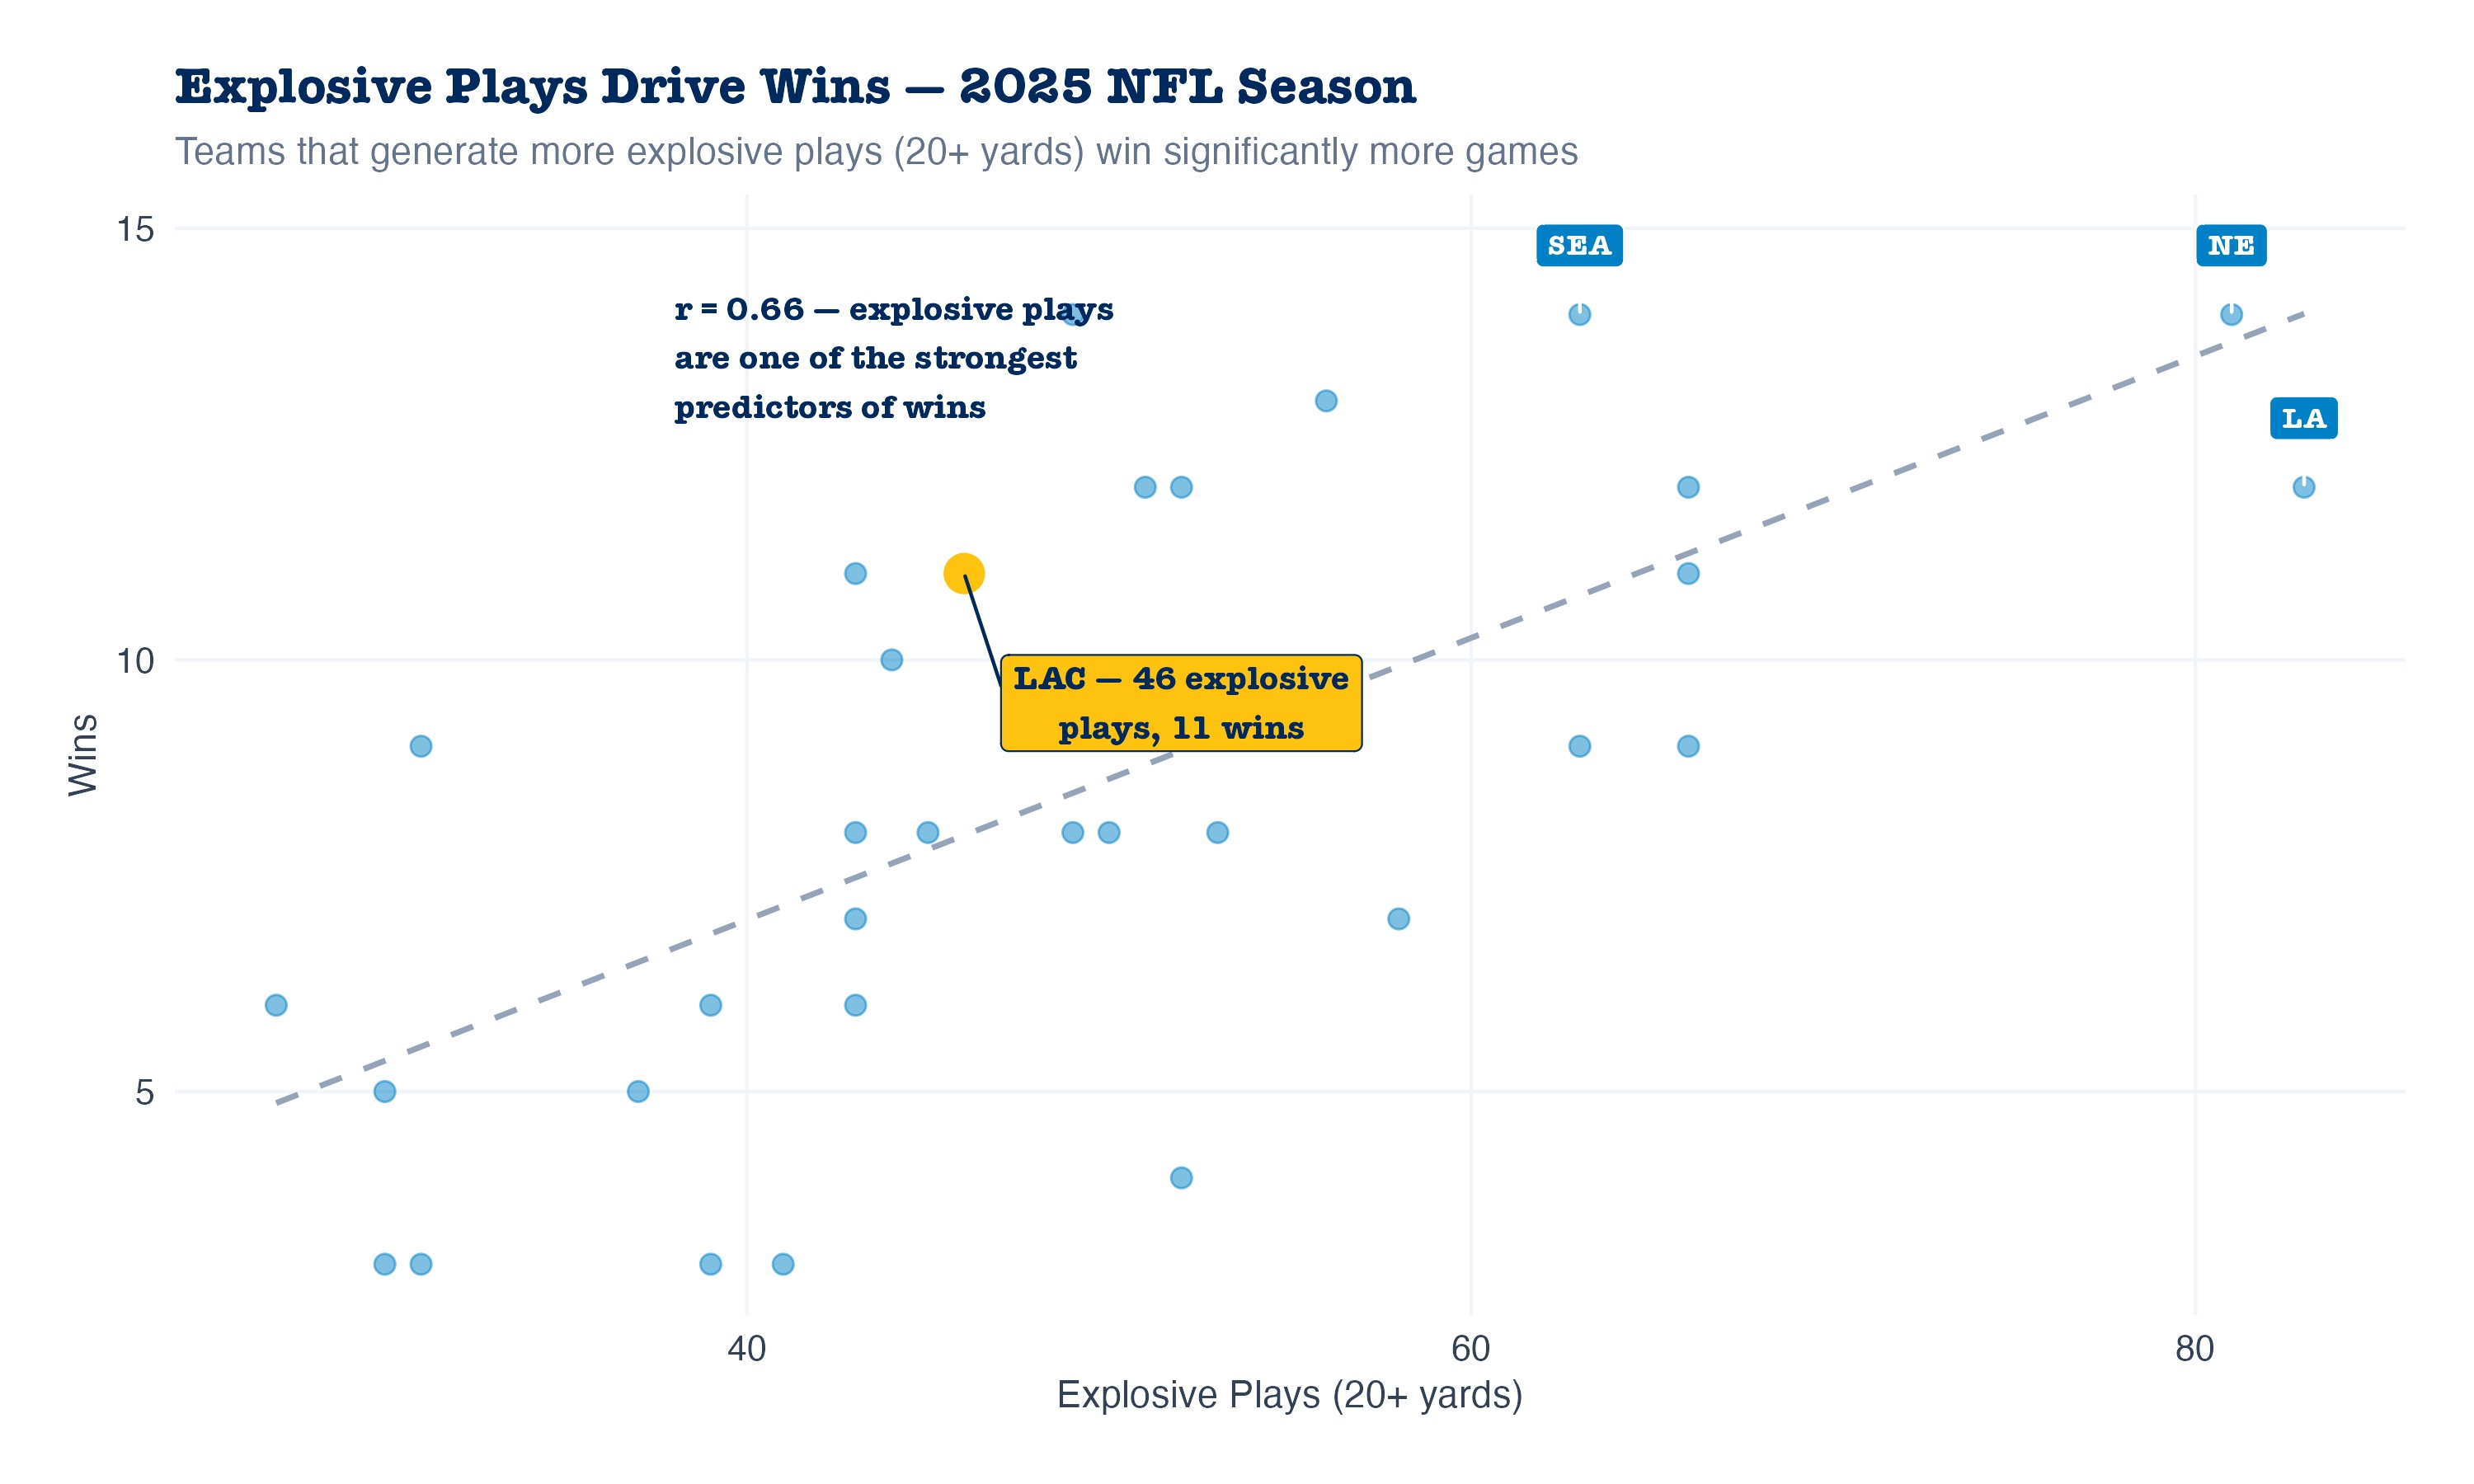 Explosive Plays Drive Wins — 2025 NFL Season
Teams that generate more explosive plays (20+ yards) win significantly more games
15
SEA
NE
r = 0.66 — explosive plays
are one of the strongest
predictors of wins
LA
10
LAC — 46 explosive
plays, 11 wins
Wins
5
40
60
80
Explosive Plays (20+ yards)